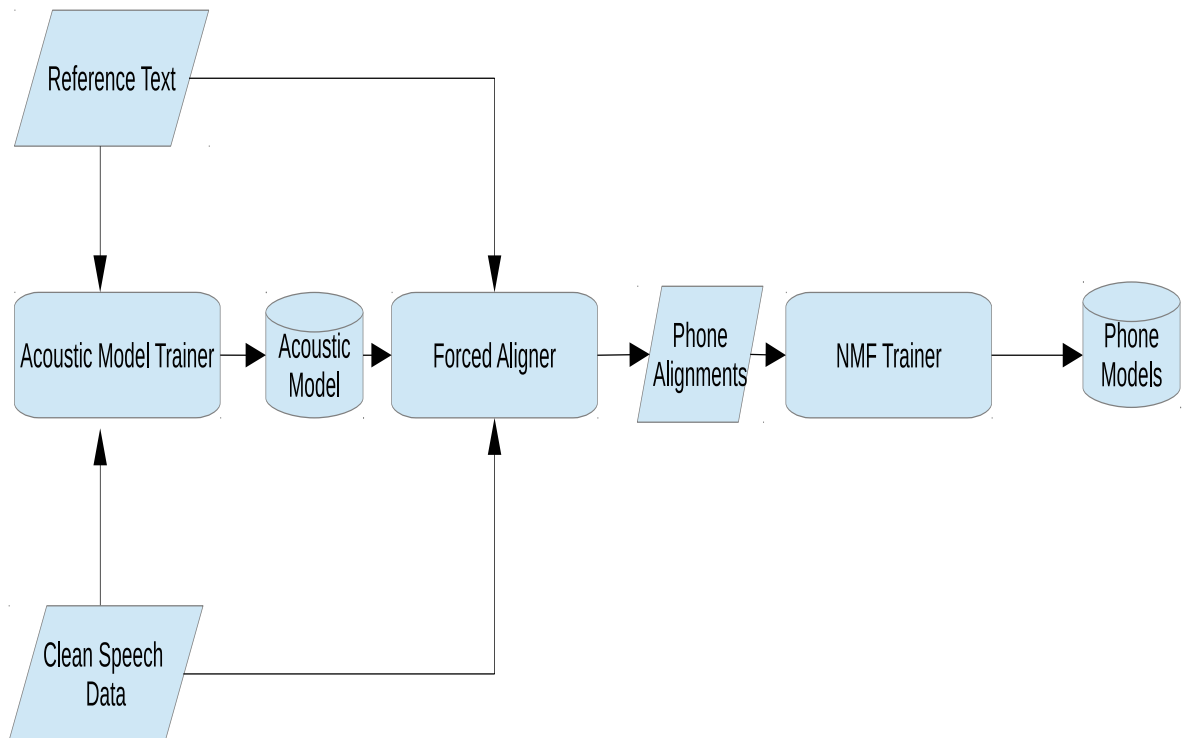 Reference Text
Acoustic Model Trainer
Acoustic
Model
Forced Aligner
Phone
Alignments
NMF Trainer
Phone
Models
Clean Speech
Data